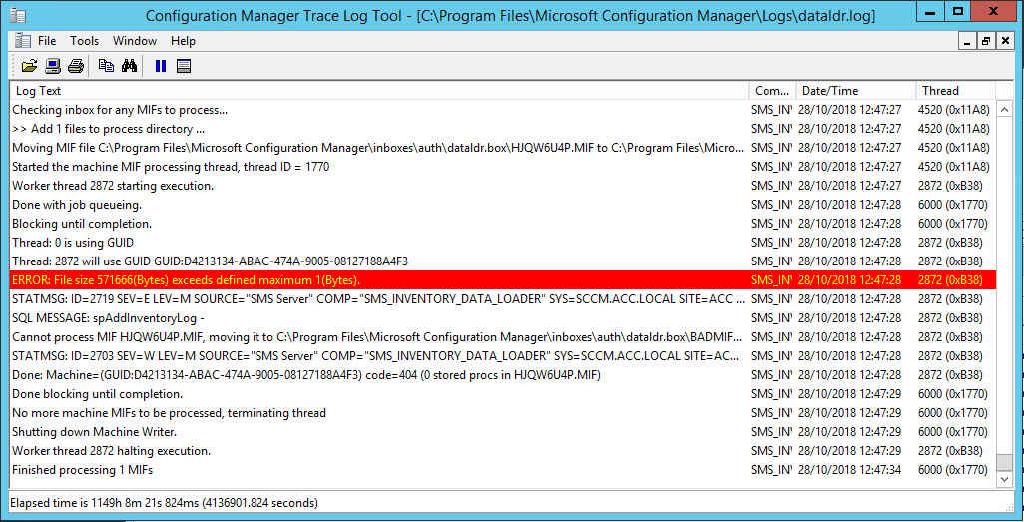 Configuration Manager Trace Log Tool - [C:\Program Files\Microsoft Configuration Manager\Logs\dataldr.log]
File Tools Window Help
Log Text Com... Date/Time Thread
Checking inbox for any MIFs to process... SMS_IN 28/10/2018 12:47:27 4520 (0x11A8)
>> Add 1 files to process directory ... SMS_IN 28/10/2018 12:47:27 4520 (0x11A8)
Moving MIF file C:\Program Files\Microsoft Configuration Manager\inboxes\auth\dataldr.box\HJQW6U4P.MIF to C:\Program Files\Micro... SMS_IN 28/10/2018 12:47:27 4520 (0x11A8)
Started the machine MIF processing thread, thread ID = 1770 SMS_IN 28/10/2018 12:47:27 4520 (0x11A8)
Worker thread 2872 starting execution. SMS_IN 28/10/2018 12:47:27 2872 (0xB38)
Done with job queueing. SMS_IN 28/10/2018 12:47:28 6000 (0x1770)
Blocking until completion. SMS_IN 28/10/2018 12:47:28 6000 (0x1770)
Thread: 0 is using GUID SMS_IN 28/10/2018 12:47:28 2872 (0xB38)
Thread: 2872 will use GUID GUID:D4213134-ABAC-474A-9005-08127188A4F3 SMS_IN 28/10/2018 12:47:28 2872 (0xB38)
ERROR: File size 571666(Bytes) exceeds defined maximum 1(Bytes). SMS_IN 28/10/2018 12:47:28 2872 (0xB38)
STATMSG: ID=2719 SEV=E LEV=M SOURCE="SMS Server" COMP="SMS_INVENTORY_DATA_LOADER" SYS=SCCM.ACC.LOCAL SITE=ACC ... SMS_IN 28/10/2018 12:47:28 2872 (0xB38)
SQL MESSAGE: spAddInventoryLog - SMS_IN 28/10/2018 12:47:28 2872 (0xB38)
Cannot process MIF HJQW6U4P.MIF, moving it to C:\Program Files\Microsoft Configuration Manager\inboxes\auth\dataldr.box\BADMIF... SMS_IN 28/10/2018 12:47:28 2872 (0xB38)
STATMSG: ID=2703 SEV=W LEV=M SOURCE="SMS Server" COMP="SMS_INVENTORY_DATA_LOADER" SYS=SCCM.ACC.LOCAL SITE=AC... SMS_IN 28/10/2018 12:47:28 2872 (0xB38)
Done: Machine=(GUID:D4213134-ABAC-474A-9005-08127188A4F3) code=404 (0 stored procs in HJQW6U4P.MIF) SMS_IN 28/10/2018 12:47:28 2872 (0xB38)
Done blocking until completion. SMS_IN 28/10/2018 12:47:29 6000 (0x1770)
No more machine MIFs to be processed, terminating thread SMS_IN 28/10/2018 12:47:29 6000 (0x1770)
Shutting down Machine Writer. SMS_IN 28/10/2018 12:47:29 6000 (0x1770)
Worker thread 2872 halting execution. SMS_IN 28/10/2018 12:47:29 2872 (0xB38)
Finished processing 1 MIFs SMS_IN 28/10/2018 12:47:34 6000 (0x1770)
Elapsed time is 1149h 8m 21s 824ms (4136901.824 seconds)